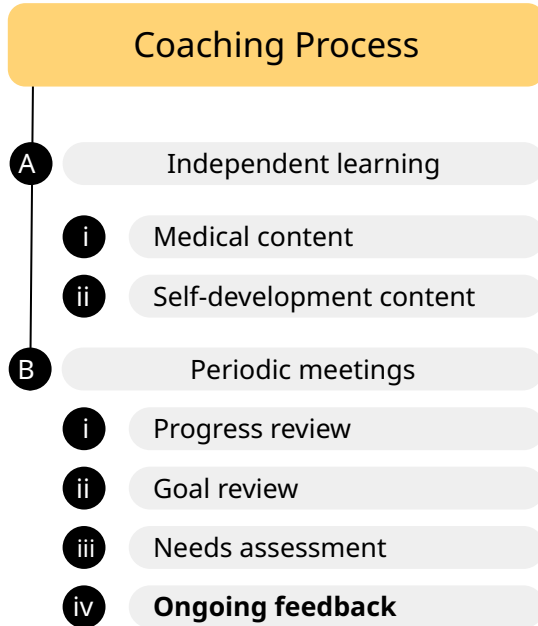 Coaching Process
A Independent learning
i Medical content
ii Self-development content
B Periodic meetings
i Progress review
ii Goal review
iii Needs assessment
iv Ongoing feedback